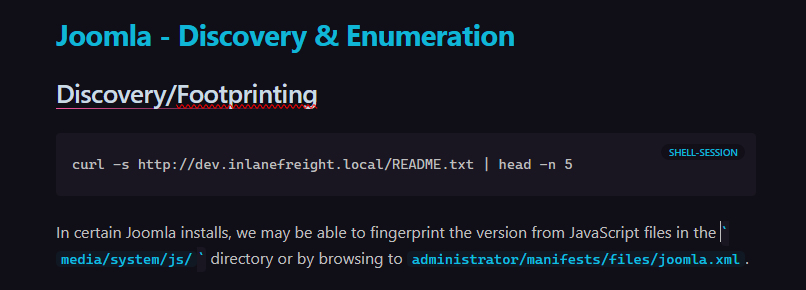 Joomla - Discovery & Enumeration
Discovery/Footprinting
SHELL-SESSION
curl -s http://dev.inlanefreight.local/README.txt | head -n 5
In certain Joomla installs, we may be able to fingerprint the version from JavaScript files in the `
media/system/js/ ` directory or by browsing to administrator/manifests/files/joomla.xml.